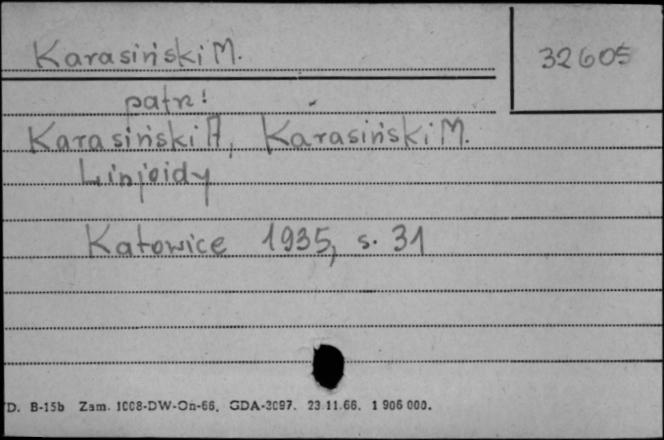 Karasiński M.
32605
patrz:
Karasiński A, Karasiński M.
Linjoidy
Katowice 1935, s. 31
D. B-15b Zam. 1008-DW-On-66. GDA-3097. 23.11.66. 1 906 000.